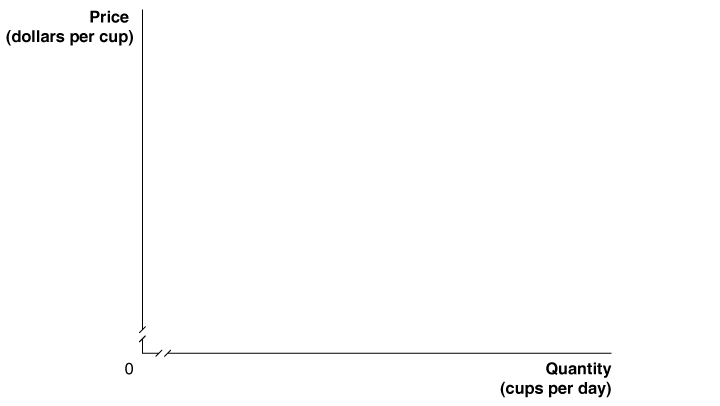 Price
(dollars per cup)
0
Quantity
(cups per day)